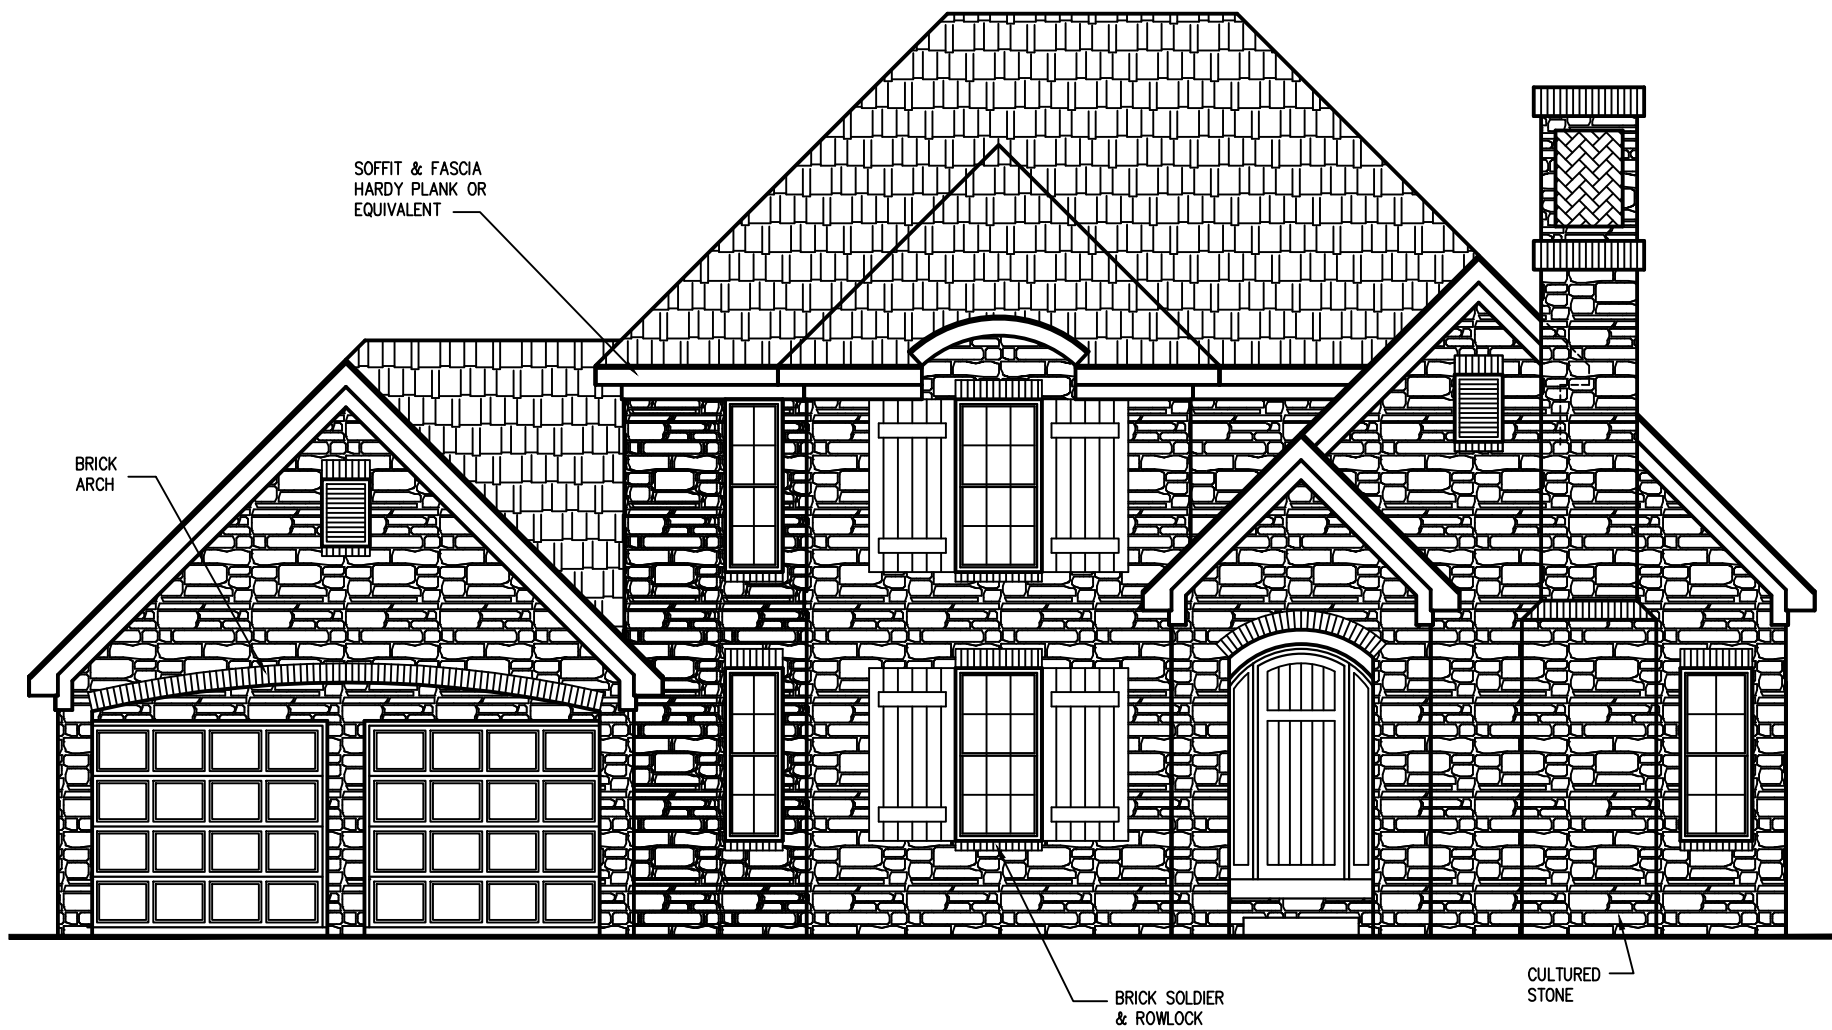 SOFFIT & FASCIA
HARDY PLANK OR
EQUIVALENT
BRICK
ARCH
CULTURED
STONE
BRICK SOLDIER
& ROWLOCK